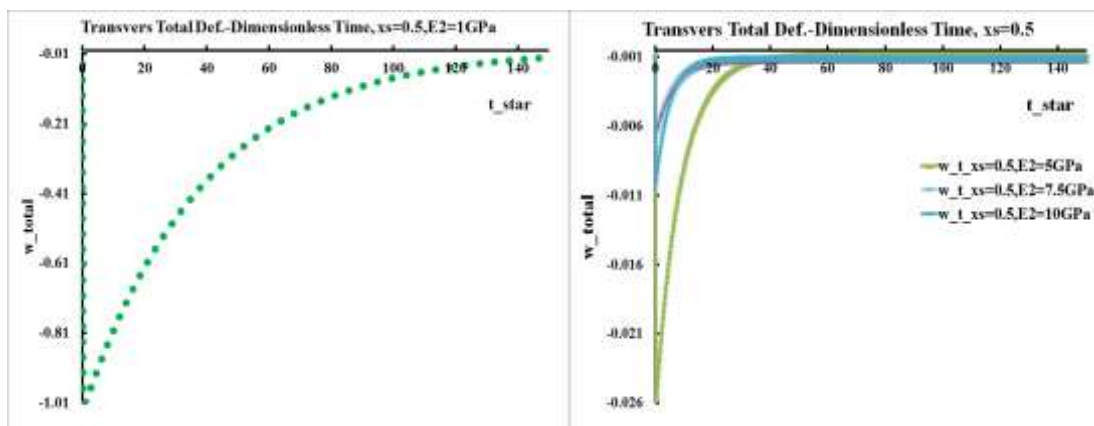 Transvers Total Def.-Dimensionless Time, xs=0.5,E2=1GPa
-0.01
0 20 40 60 80 100 120 140
t_star
-0.21
-0.41
w_total
-0.61
-0.81
-1.01
Transvers Total Def.-Dimensionless Time, xs=0.5
-0.001
0 20 40 60 80 100 120 140
t_star
-0.006
w_t_xs=0.5,E2=5GPa
w_t_xs=0.5,E2=7.5GPa
-0.011
w_t_xs=0.5,E2=10GPa
w_total
-0.016
-0.021
-0.026